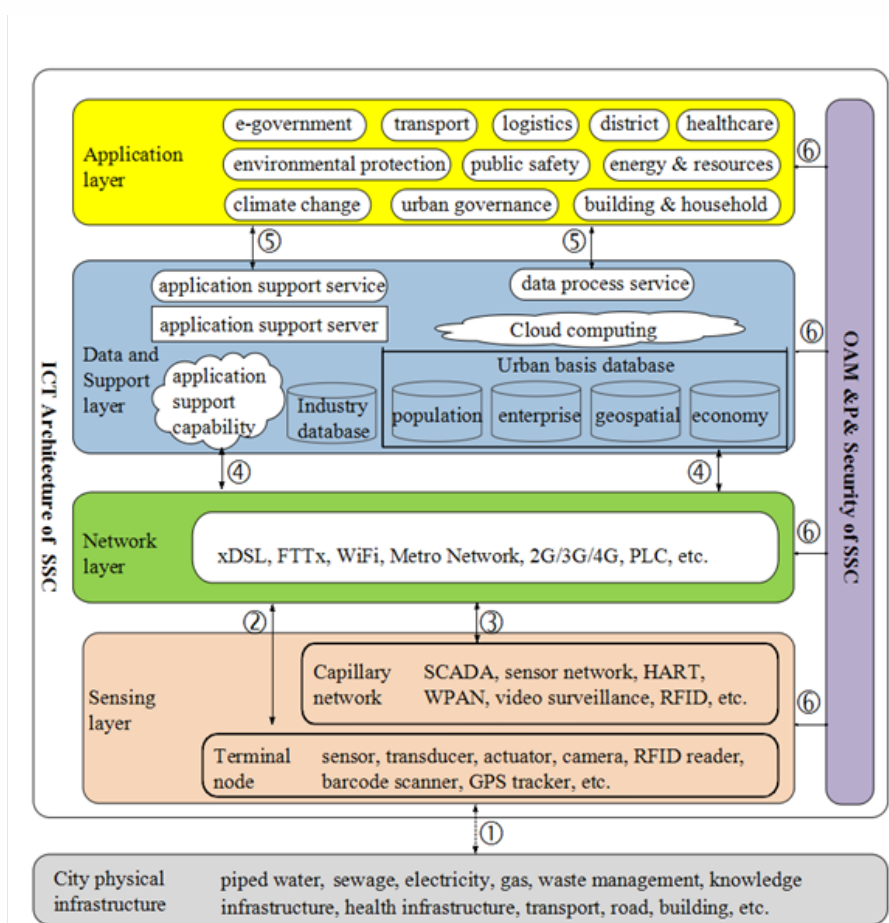 e-government transport logistics district healthcare
Application
layer
environmental protection public safety energy & resources
climate change urban governance building & household
⑥
⑤ ⑤
application support service data process service
application support server Cloud computing
⑥
Data and
Support
layer
application
support
capability
Industry
database
Urban basis database
population enterprise geospatial economy
④ ④
Network
layer
xDSL, FTTx, WiFi, Metro Network, 2G/3G/4G, PLC, etc.
⑥
② ③
Sensing
layer
Capillary
network
SCADA, sensor network, HART,
WPAN, video surveillance, RFID, etc.
⑥
Terminal
node
sensor, transducer, actuator, camera, RFID reader,
barcode scanner, GPS tracker, etc.
①
City physical
infrastructure
piped water, sewage, electricity, gas, waste management, knowledge
infrastructure, health infrastructure, transport, road, building, etc.
ICT Architecture of SSC
OAM &P& Security of SSC